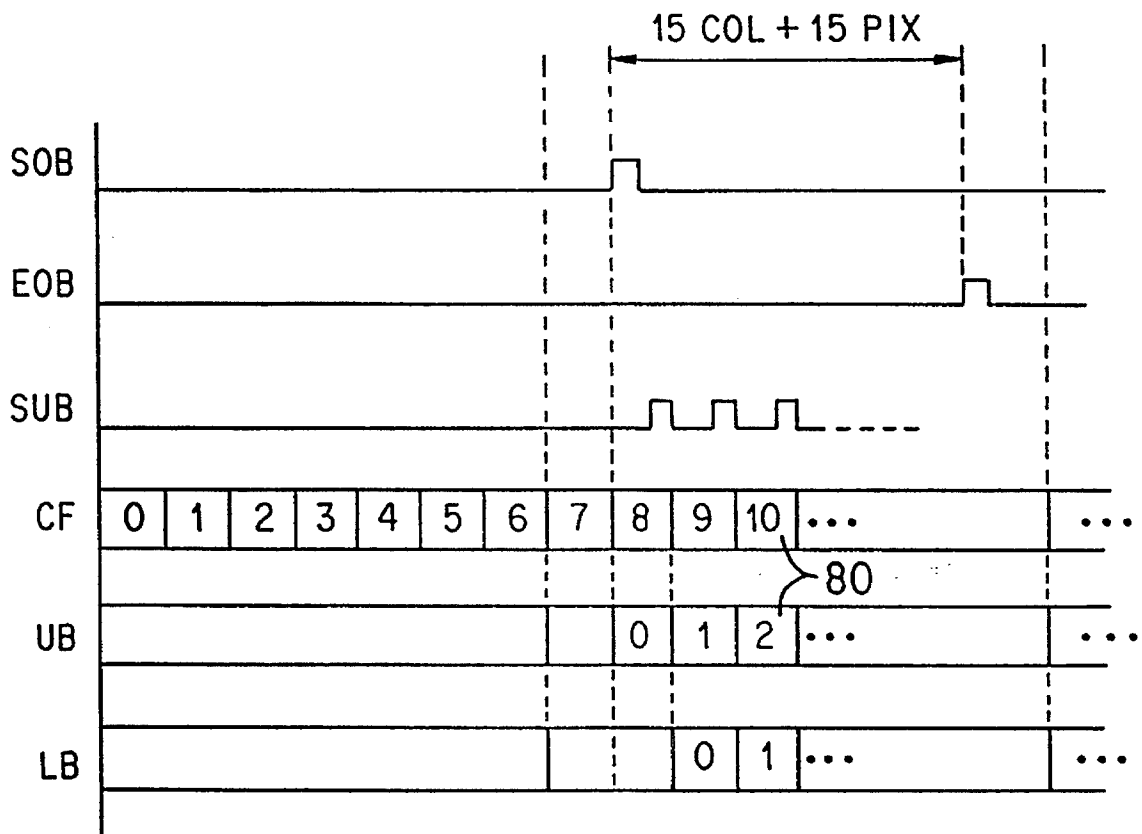 15 COL + 15 PIX
SOB
EOB
SUB
CF 0 1 2 3 4 5 6 7 8 9 10 ••• •••
80
UB 0 1 2 ••• •••
LB 0 1 ••• •••